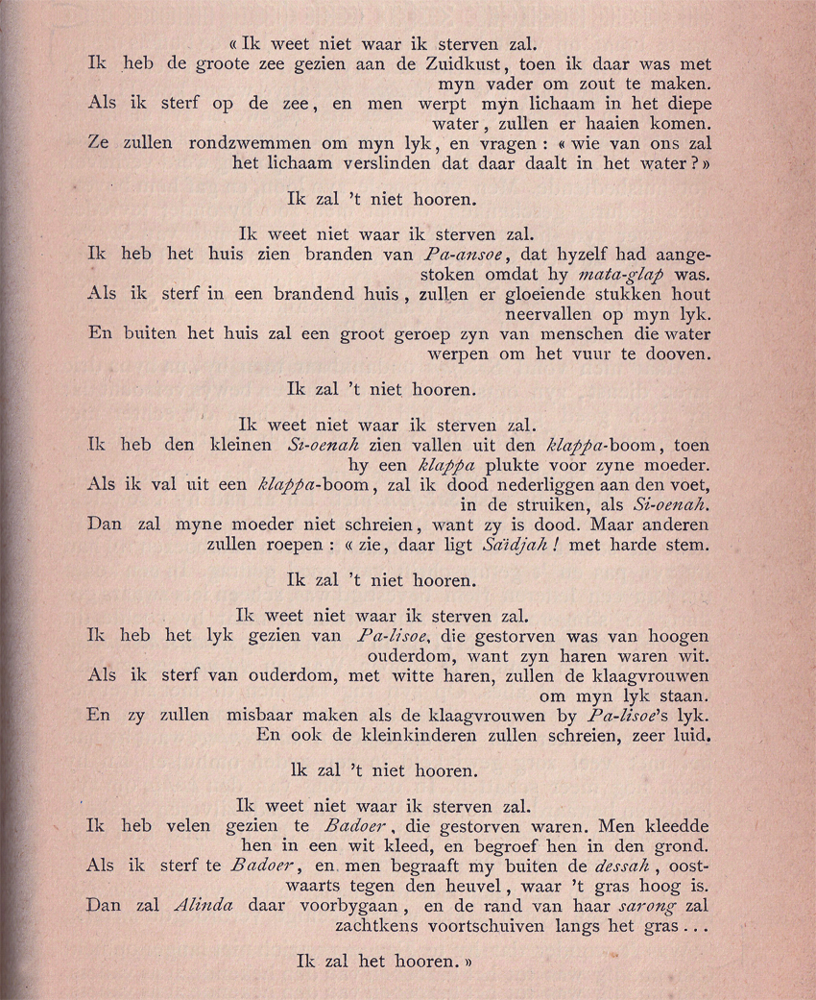 « Ik weet niet waar ik sterven zal.
Ik heb de groote zee gezien aan de Zuidkust, toen ik daar was met
myn vader om zout te maken.
Als ik sterf op de zee, en men werpt myn lichaam in het diepe
water, zullen er haaien komen.
Ze zullen rondzwemmen om myn lyk, en vragen : « wie van ons zal
het lichaam verslinden dat daar daalt in het water ? »
Ik zal 't niet hooren.
Ik weet niet waar ik sterven zal.
Ik heb het huis zien branden van Pa-ansoe, dat hyzelf had aange-
stoken omdat hy mata-glap was.
Als ik sterf in een brandend huis, zullen er gloeiende stukken hout
neervallen op myn lyk.
En buiten het huis zal een groot geroep zyn van menschen die water
werpen om het vuur te dooven.
Ik zal 't niet hooren.
Ik weet niet waar ik sterven zal.
Ik heb den kleinen Si-oenah zien vallen uit den klappa-boom, toen
hy een klappa plukte voor zyne moeder.
Als ik val uit een klappa-boom, zal ik dood nederliggen aan den voet,
in de struiken, als Si-oenah.
Dan zal myne moeder niet schreien, want zy is dood. Maar anderen
zullen roepen : « zie, daar ligt Saïdjah ! met harde stem.
Ik zal 't niet hooren.
Ik weet niet waar ik sterven zal.
Ik heb het lyk gezien van Pa-lisoe, die gestorven was van hoogen
ouderdom, want zyn haren waren wit.
Als ik sterf van ouderdom, met witte haren, zullen de klaagvrouwen
om myn lyk staan.
En zy zullen misbaar maken als de klaagvrouwen by Pa-lisoe's lyk.
En ook de kleinkinderen zullen schreien, zeer luid.
Ik zal 't niet hooren.
Ik weet niet waar ik sterven zal.
Ik heb velen gezien te Badoer, die gestorven waren. Men kleedde
hen in een wit kleed, en begroef hen in den grond.
Als ik sterf te Badoer, en men begraaft my buiten de dessah, oost-
waarts tegen den heuvel, waar 't gras hoog is.
Dan zal Alinda daar voorbygaan, en de rand van haar sarong zal
zachtkens voortschuiven langs het gras...
Ik zal het hooren. »